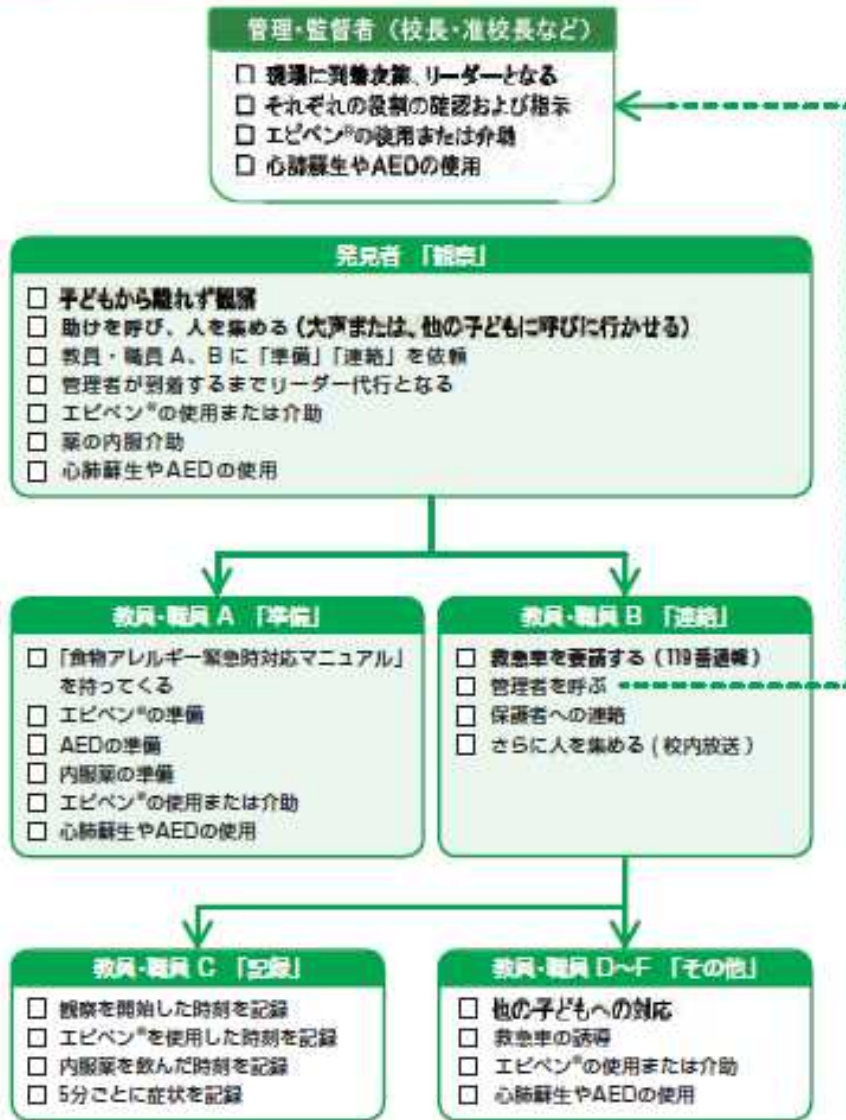 管理・監督者（校長・准校長など）
□ 現場に到着次第、リーダーとなる
□ それぞれの役割の確認および指示
□ エピペン®の使用または介助
□ 心肺蘇生やAEDの使用
発見者 「観察」
□ 子どもから離れず観察
□ 助けを呼び、人を集める（大声または、他の子どもに呼びに行かせる）
□ 教員・職員 A、B に「準備」「連絡」を依頼
□ 管理者が到着するまでリーダー代行となる
□ エピペン®の使用または介助
□ 薬の内服介助
□ 心肺蘇生やAEDの使用
教員・職員 A 「準備」
□ 「食物アレルギー緊急時対応マニュアル」
を持ってくる
□ エピペン®の準備
□ AEDの準備
□ 内服薬の準備
□ エピペン®の使用または介助
□ 心肺蘇生やAEDの使用
教員・職員 B 「連絡」
□ 救急車を要請する（119番通報）
□ 管理者を呼ぶ
□ 保護者への連絡
□ さらに人を集める（校内放送）
教員・職員 C 「記録」
□ 観察を開始した時刻を記録
□ エピペン®を使用した時刻を記録
□ 内服薬を飲んだ時刻を記録
□ 5分ごとに症状を記録
教員・職員 D〜F 「その他」
□ 他の子どもへの対応
□ 救急車の誘導
□ エピペン®の使用または介助
□ 心肺蘇生やAEDの使用